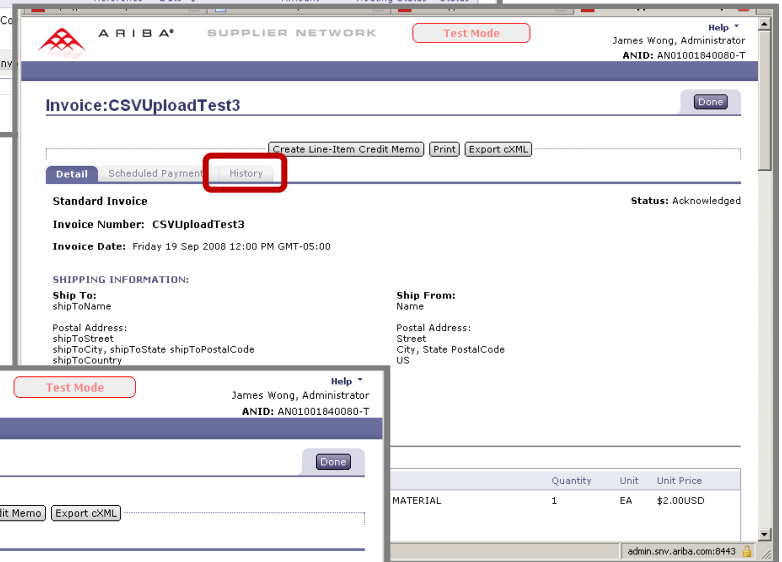 Co
ARIBA® SUPPLIER NETWORK
Test Mode
Help
James Wong, Administrator
ANID: AN01001840080-T
Invoice:CSVUploadTest3
Done
Create Line-Item Credit Memo Print Export cXML
Detail Scheduled Payment History
Standard Invoice
Status: Acknowledged
Invoice Number: CSVUploadTest3
Invoice Date: Friday 19 Sep 2008 12:00 PM GMT-05:00
SHIPPING INFORMATION:
Ship To:
shipToName
Postal Address:
shipToStreet
shipToCity, shipToState shipToPostalCode
shipToCountry
Ship From:
Name
Postal Address:
Street
City, State PostalCode
US
Test Mode
Help
James Wong, Administrator
ANID: AN01001840080-T
Done
dit Memo Export cXML
Quantity Unit Unit Price
MATERIAL 1 EA $2.00USD
admin.snv.ariba.com:8443